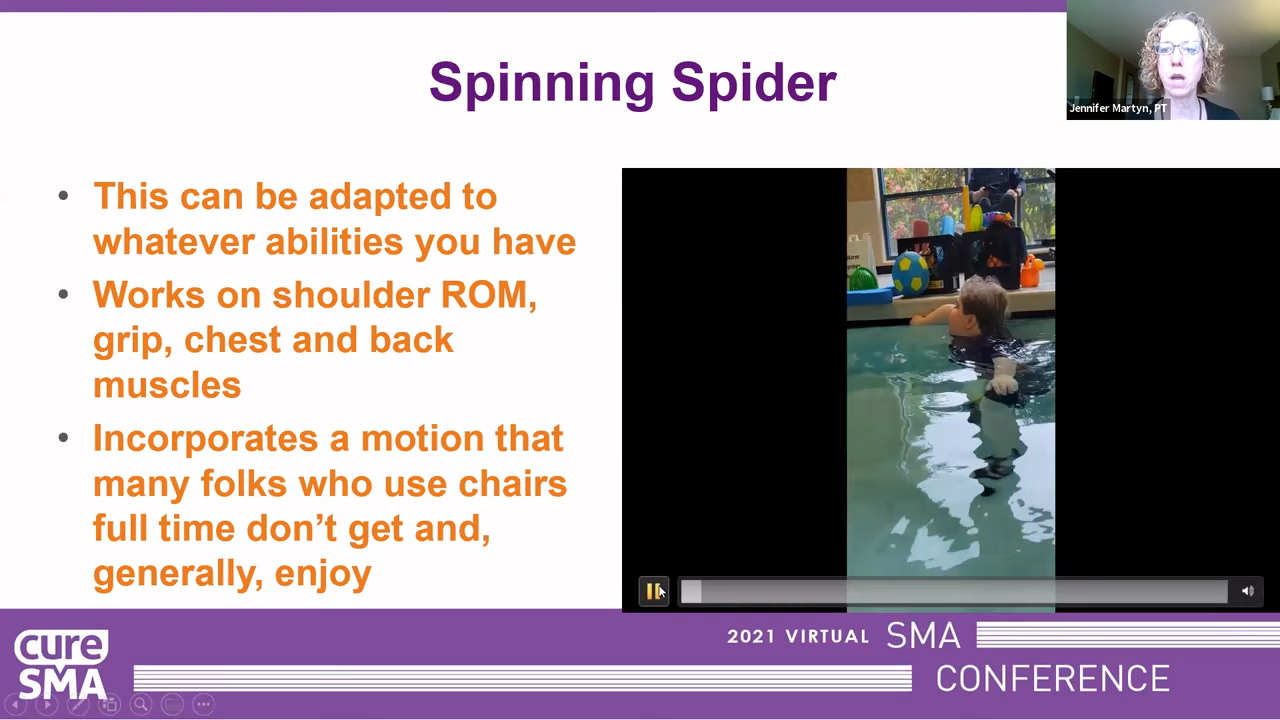 Spinning Spider
Jennifer Martyn, PT
• This can be adapted to
whatever abilities you have
• Works on shoulder ROM,
grip, chest and back
muscles
• Incorporates a motion that
many folks who use chairs
full time don’t get and,
generally, enjoy
cure
SMA
2021 VIRTUAL SMA
CONFERENCE